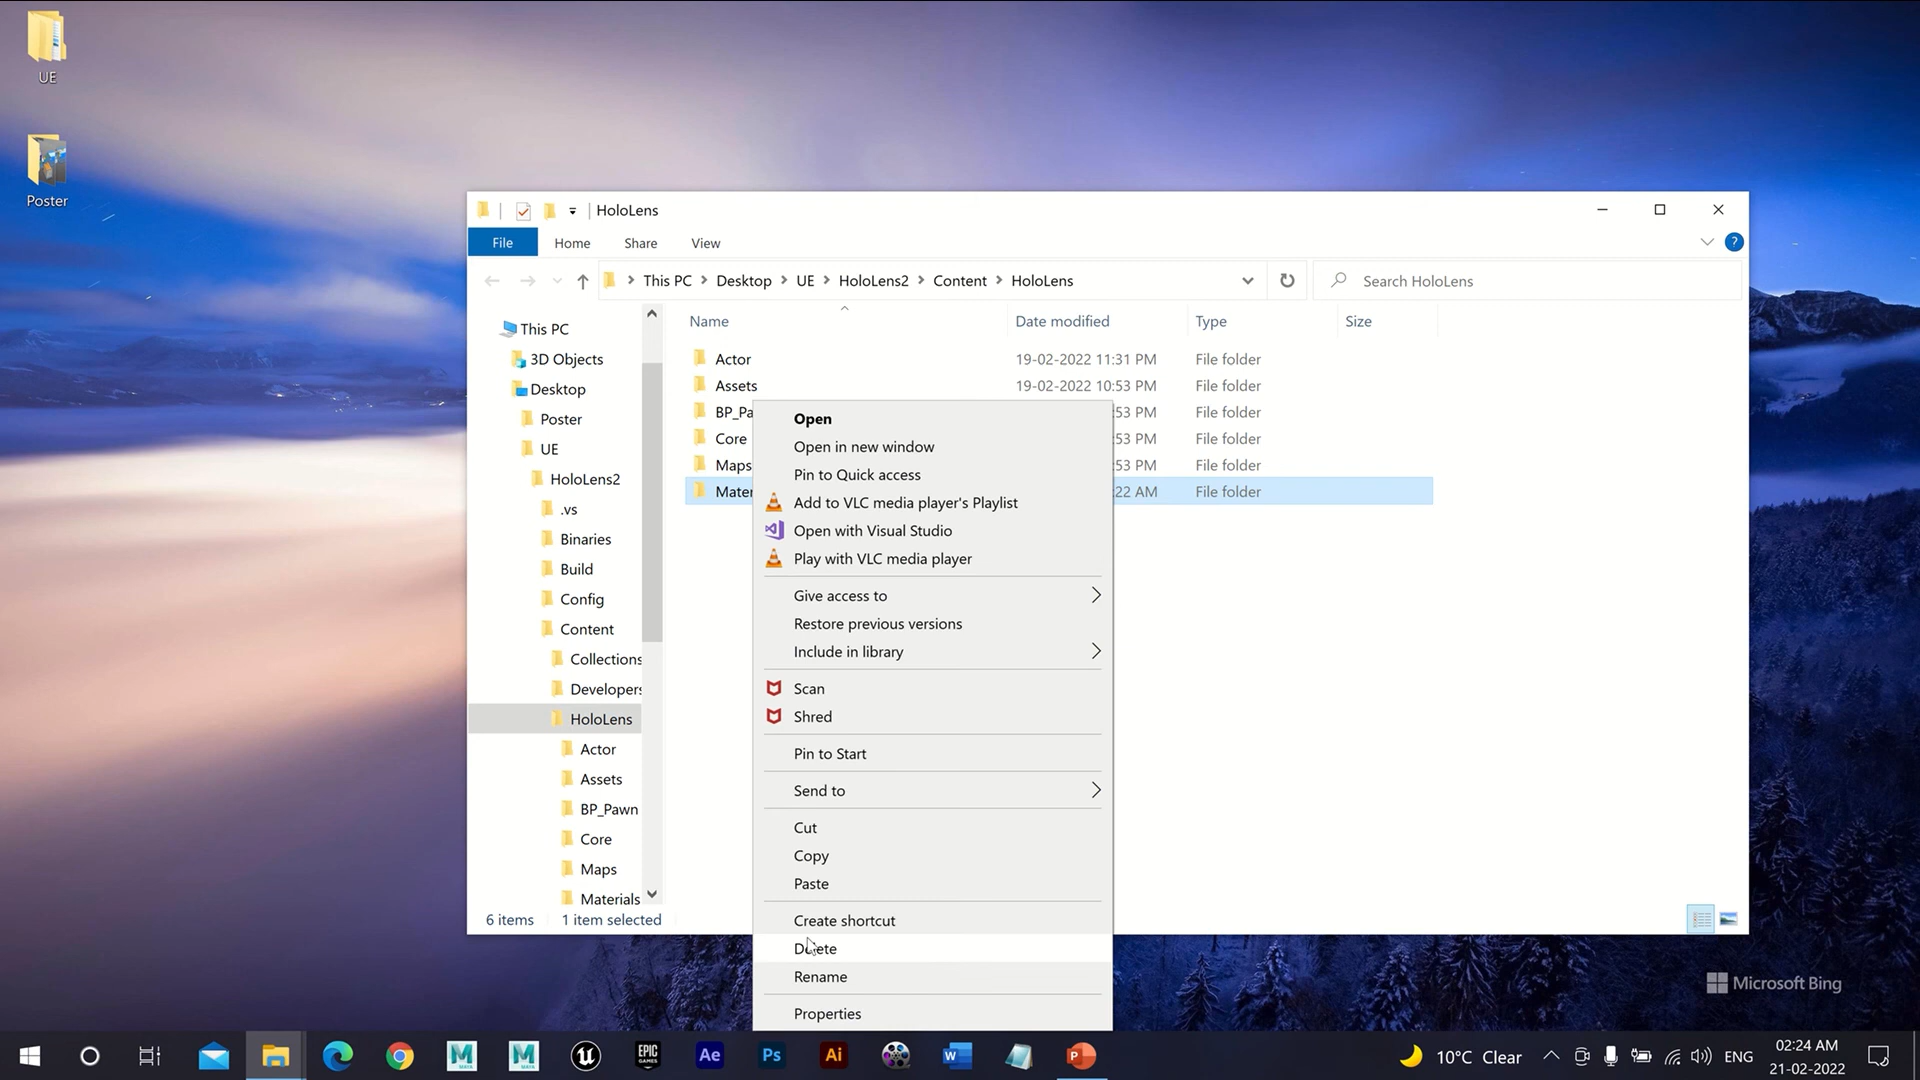 UE
Poster
HoloLens
File Home Share View
This PC Desktop UE HoloLens2 Content HoloLens
Search HoloLens
Name Date modified Type Size
This PC
3D Objects
Desktop
Poster
UE
HoloLens2
.vs
Binaries
Build
Config
Content
Collections
Developers
HoloLens
Actor
Assets
BP_Pawn
Core
Maps
Materials
Actor 19-02-2022 11:31 PM File folder
Assets 19-02-2022 10:53 PM File folder
BP_Pa :53 PM File folder
Core :53 PM File folder
Maps :53 PM File folder
Mater :22 AM File folder
Open
Open in new window
Pin to Quick access
Add to VLC media player's Playlist
Open with Visual Studio
Play with VLC media player
Give access to
Restore previous versions
Include in library
Scan
Shred
Pin to Start
Send to
Cut
Copy
Paste
Create shortcut
Delete
Rename
Properties
6 items 1 item selected
Microsoft Bing
M
MAYA
M
MAYA
EPIC
GAMES
Ae
Ps
Ai
W
P
10°C Clear
ENG
02:24 AM
21-02-2022